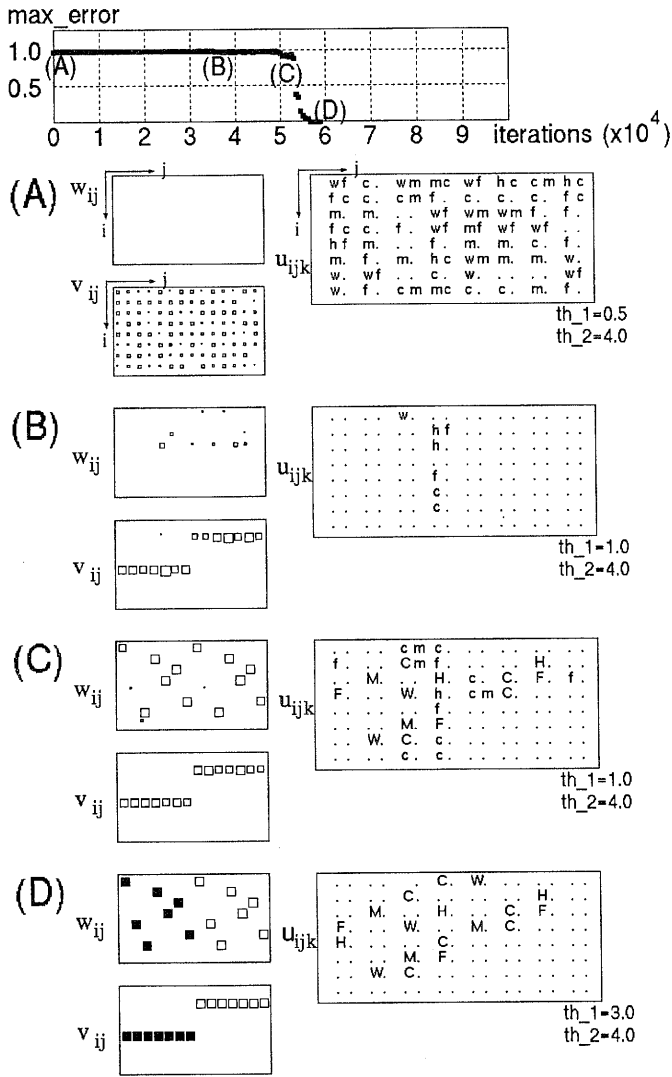 max_error
1.0
0.5
(A) (B) (C) (D)
0 1 2 3 4 5 6 7 8 9 iterations (x10⁴)
(A)
w_ij
j
i
v_ij
j
i
u_ijk
j
i
wf c. wm mc wf hc cm hc
fc c. cm f. c. c. c. fc
m. m. .. wf wm wm f. f.
fc c. f. wf mf wf wf ..
hf m. .. f. m. m. c. f.
m. f. m. hc wm m. m. w.
w. wf .. c. w. .. .. wf
w. f. cm mc c. c. m. f.
th_1=0.5
th_2=4.0
(B)
w_ij
v_ij
u_ijk
.. .. w. .. .. .. .. ..
.. .. .. hf .. .. .. ..
.. .. .. h. .. .. .. ..
.. .. .. .. .. .. .. ..
.. .. .. f. .. .. .. ..
.. .. .. c. .. .. .. ..
.. .. .. c. .. .. .. ..
.. .. .. .. .. .. .. ..
th_1=1.0
th_2=4.0
(C)
w_ij
v_ij
u_ijk
.. .. cm c. .. .. .. ..
f. .. Cm f. .. .. H. ..
.. M. .. H. c. C. F. f.
F. .. W. h. cm C. .. ..
.. .. .. f. .. .. .. ..
.. .. M. F. .. .. .. ..
.. W. C. c. .. .. .. ..
.. .. c. c. .. .. .. ..
th_1=1.0
th_2=4.0
(D)
w_ij
v_ij
u_ijk
.. .. .. C. W. .. .. ..
.. .. C. .. .. .. H. ..
.. M. .. H. .. C. F. ..
F. .. W. .. M. C. .. ..
H. .. .. C. .. .. .. ..
.. .. M. F. .. .. .. ..
.. W. C. .. .. .. .. ..
.. .. .. .. .. .. .. ..
th_1=3.0
th_2=4.0